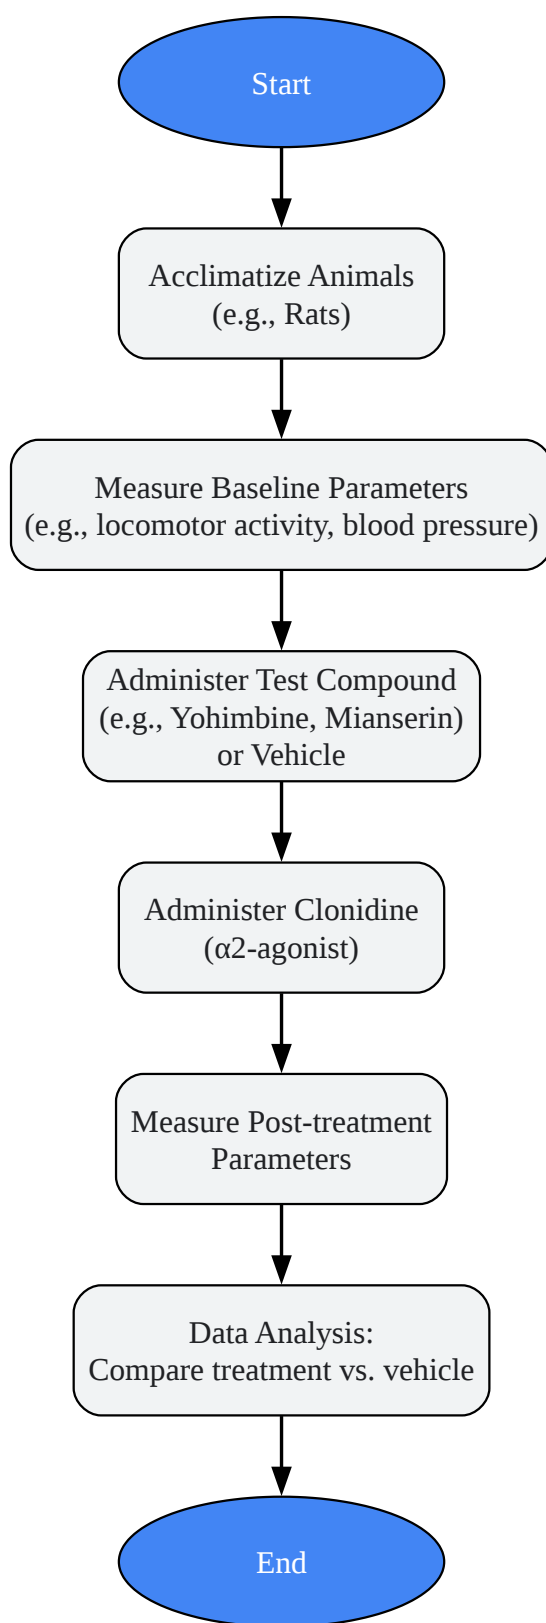 Start
Acclimatize Animals
(e.g., Rats)
Measure Baseline Parameters
(e.g., locomotor activity, blood pressure)
Administer Test Compound
(e.g., Yohimbine, Mianserin)
or Vehicle
Administer Clonidine
(α2-agonist)
Measure Post-treatment
Parameters
Data Analysis:
Compare treatment vs. vehicle
End